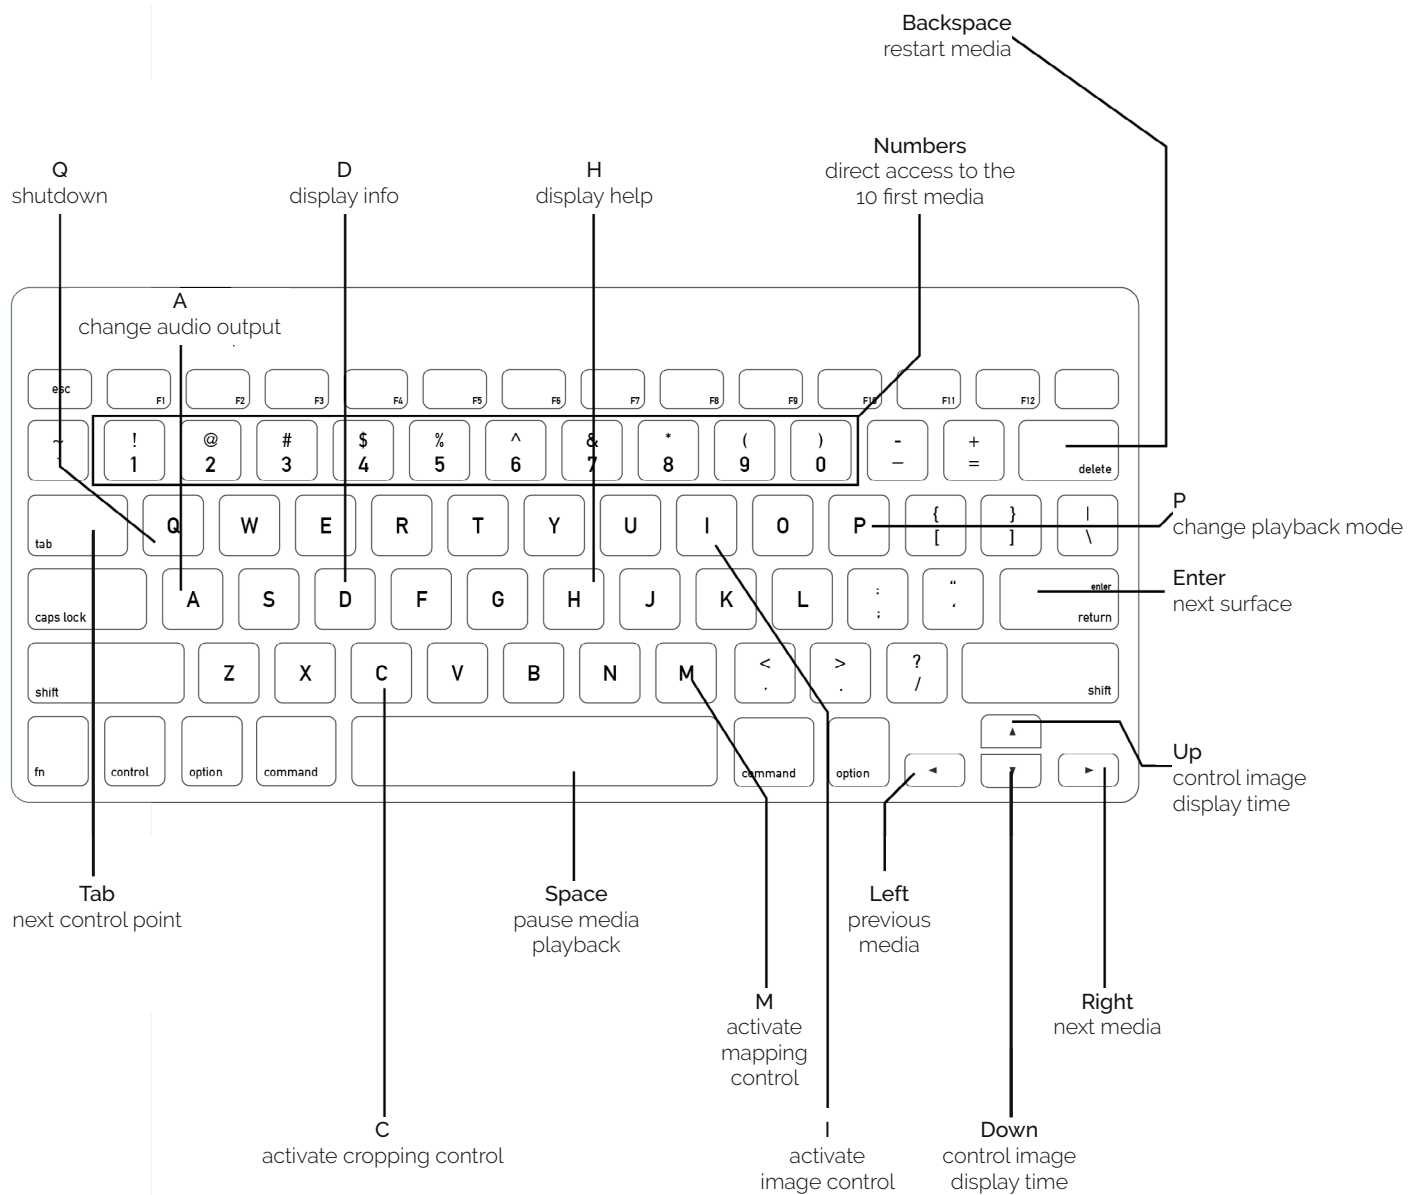 Backspace
restart media
Numbers
direct access to the
10 first media
Q
shutdown
D
display info
H
display help
A
change audio output
esc F1 F2 F3 F4 F5 F6 F7 F8 F9 F10 F11 F12
~ ! @ # $ % ^ & * ( ) - +
1 2 3 4 5 6 7 8 9 0 – =
delete
tab Q W E R T Y U I O P { } |
[ ] \
P
change playback mode
caps lock A S D F G H J K L : “
; ‘
enter
return
Enter
next surface
shift Z X C V B N M < > ?
, . /
shift
fn control option command command option ◄ ▲ ▼ ►
Up
control image
display time
Tab
next control point
Space
pause media
playback
Left
previous
media
M
activate
mapping
control
Right
next media
C
activate cropping control
I
activate
image control
Down
control image
display time